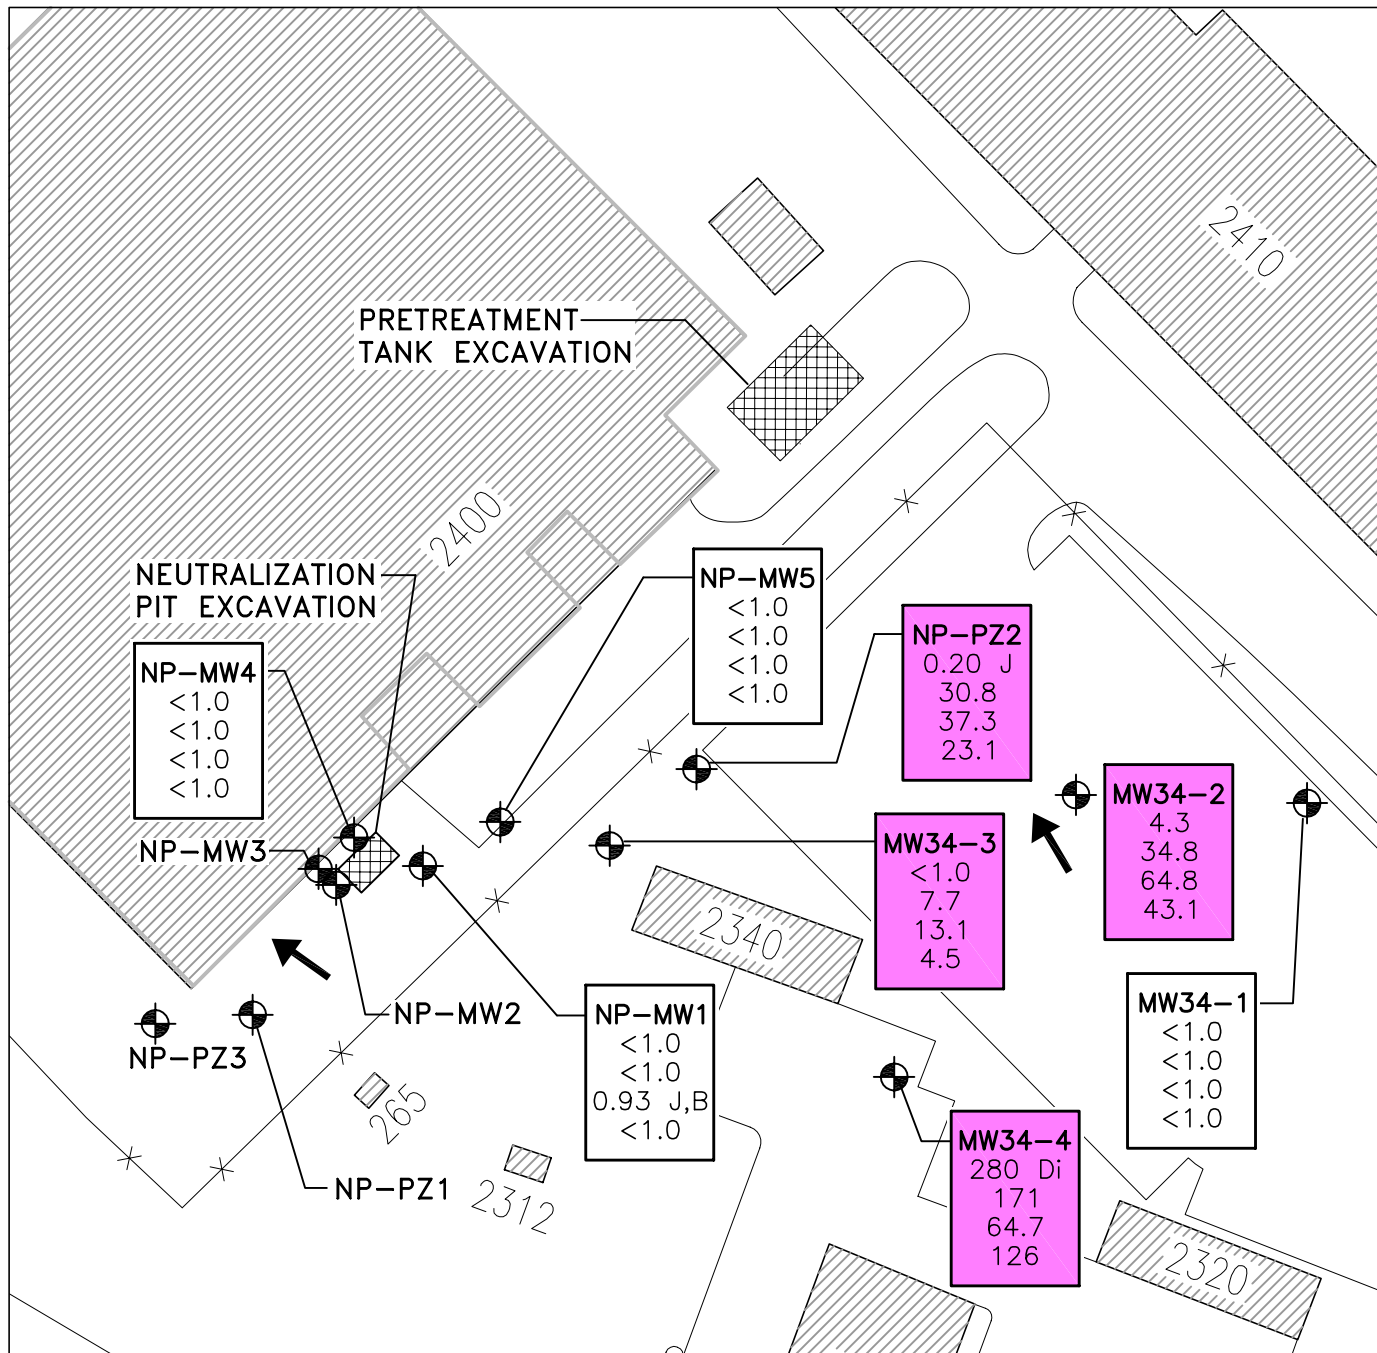 2410
PRETREATMENT
TANK EXCAVATION
2400
NEUTRALIZATION
PIT EXCAVATION
NP-MW5
<1.0
<1.0
<1.0
<1.0
NP-PZ2
0.20 J
30.8
37.3
23.1
NP-MW4
<1.0
<1.0
<1.0
<1.0
MW34-2
4.3
34.8
64.8
43.1
NP-MW3
MW34-3
<1.0
7.7
13.1
4.5
2340
MW34-1
<1.0
<1.0
<1.0
<1.0
NP-MW2
NP-MW1
<1.0
<1.0
0.93 J,B
<1.0
NP-PZ3
265
MW34-4
280 Di
171
64.7
126
NP-PZ1
2312
2320